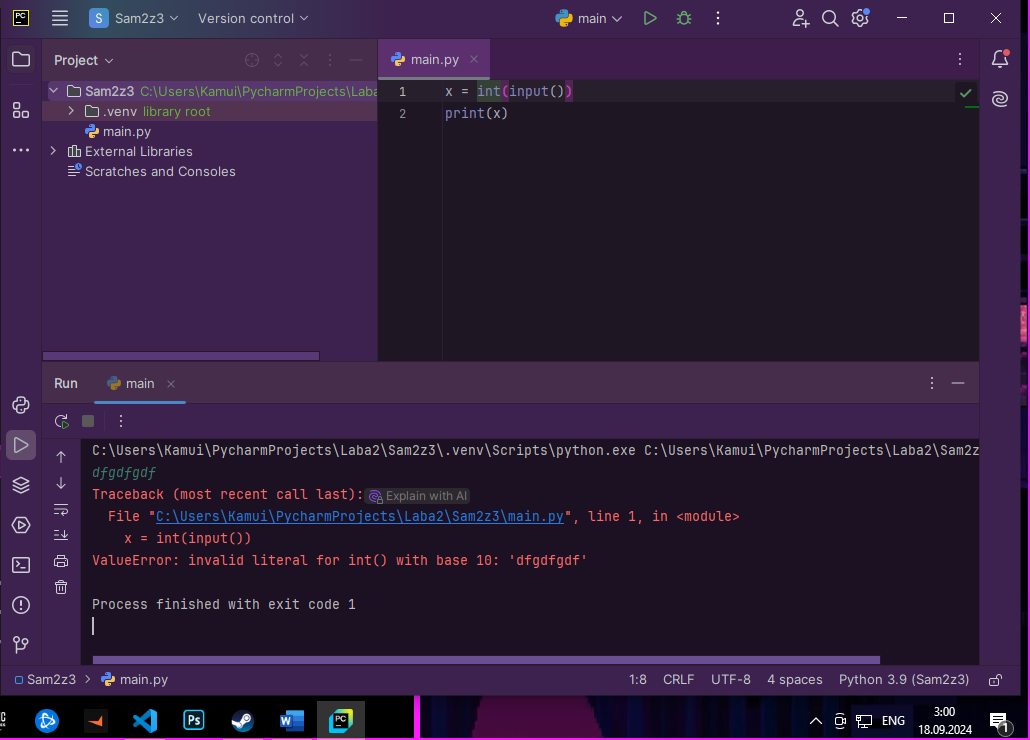 PC S Sam2z3 Version control main
Project
main.py
Sam2z3 C:\Users\Kamui\PycharmProjects\Laba
.venv library root
main.py
External Libraries
Scratches and Consoles
1 x = int(input())
2 print(x)
Run main
C:\Users\Kamui\PycharmProjects\Laba2\Sam2z3\.venv\Scripts\python.exe C:\Users\Kamui\PycharmProjects\Laba2\Sam2z
dfgdfgdf
Traceback (most recent call last): Explain with AI
File "C:\Users\Kamui\PycharmProjects\Laba2\Sam2z3\main.py", line 1, in <module>
x = int(input())
ValueError: invalid literal for int() with base 10: 'dfgdfgdf'
Process finished with exit code 1
Sam2z3 > main.py 1:8 CRLF UTF-8 4 spaces Python 3.9 (Sam2z3)
Ps W PC ENG 3:00
18.09.2024 1